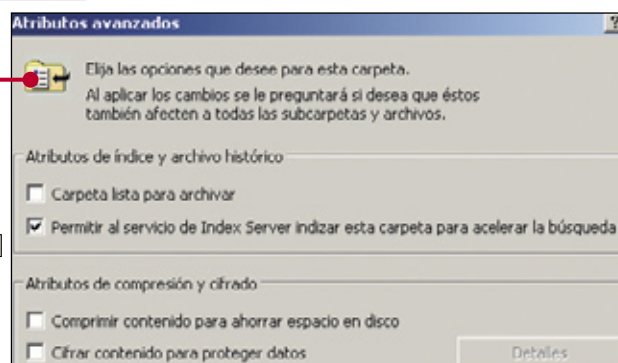 Atributos avanzados
Elija las opciones que desee para esta carpeta.
Al aplicar los cambios se le preguntará si desea que éstos
también afecten a todas las subcarpetas y archivos.
Atributos de índice y archivo histórico
Carpeta lista para archivar
Permitir al servicio de Index Server indizar esta carpeta para acelerar la búsqueda
Atributos de compresión y cifrado
Comprimir contenido para ahorrar espacio en disco
Cifrar contenido para proteger datos
Detalles